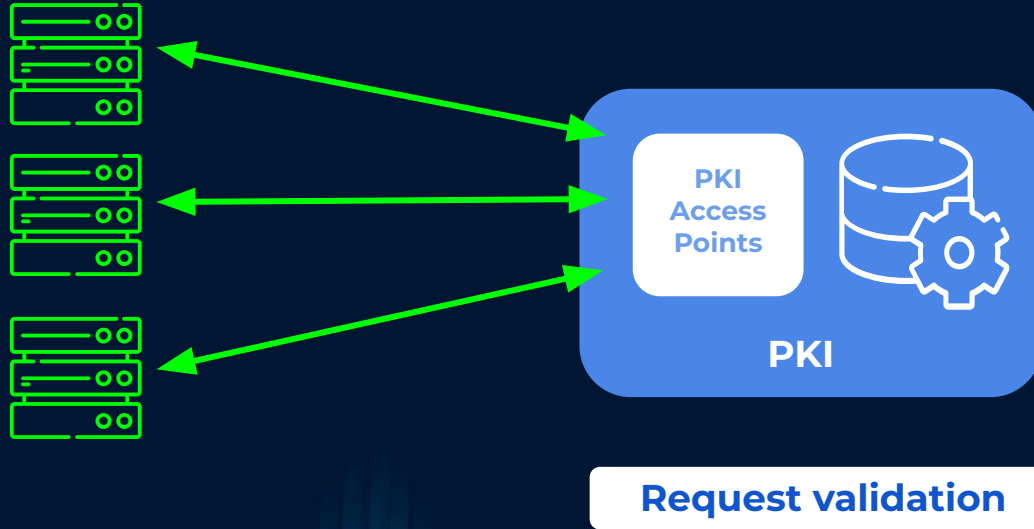 PKI
Access
Points
PKI
Request validation